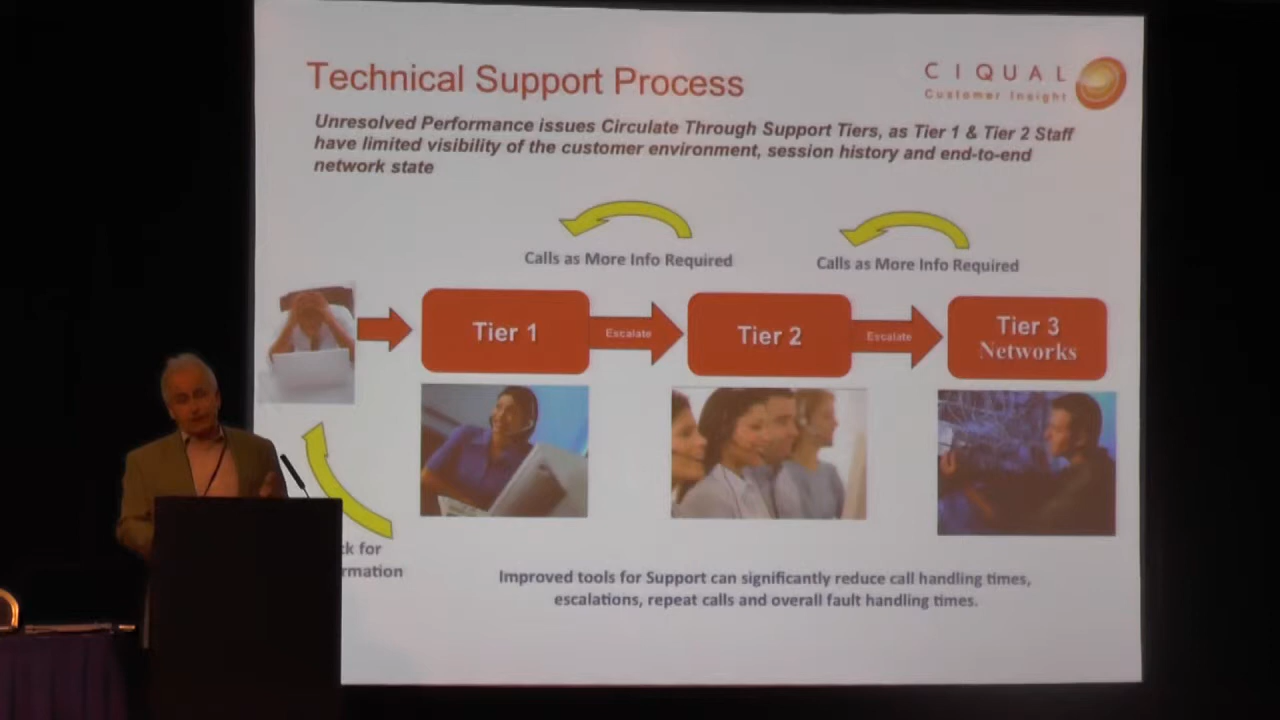 Technical Support Process
CIQUAL
Customer Insight
Unresolved Performance issues Circulate Through Support Tiers, as Tier 1 & Tier 2 Staff
have limited visibility of the customer environment, session history and end-to-end
network state
Calls as More Info Required
Calls as More Info Required
Tier 1
Escalate
Tier 2
Escalate
Tier 3
Networks
k for
rmation
Improved tools for Support can significantly reduce call handling times,
escalations, repeat calls and overall fault handling times.